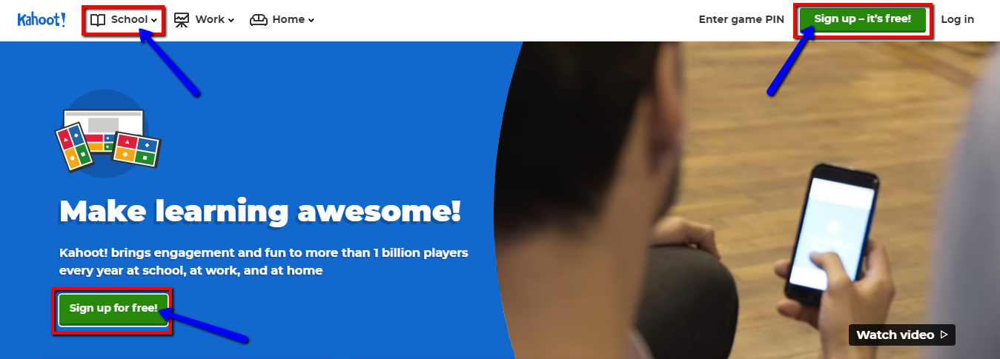 Kahoot!
School
Work
Home
Enter game PIN
Sign up – it's free!
Log in
Make learning awesome!
Kahoot! brings engagement and fun to more than 1 billion players
every year at school, at work, and at home
Sign up for free!
Watch video